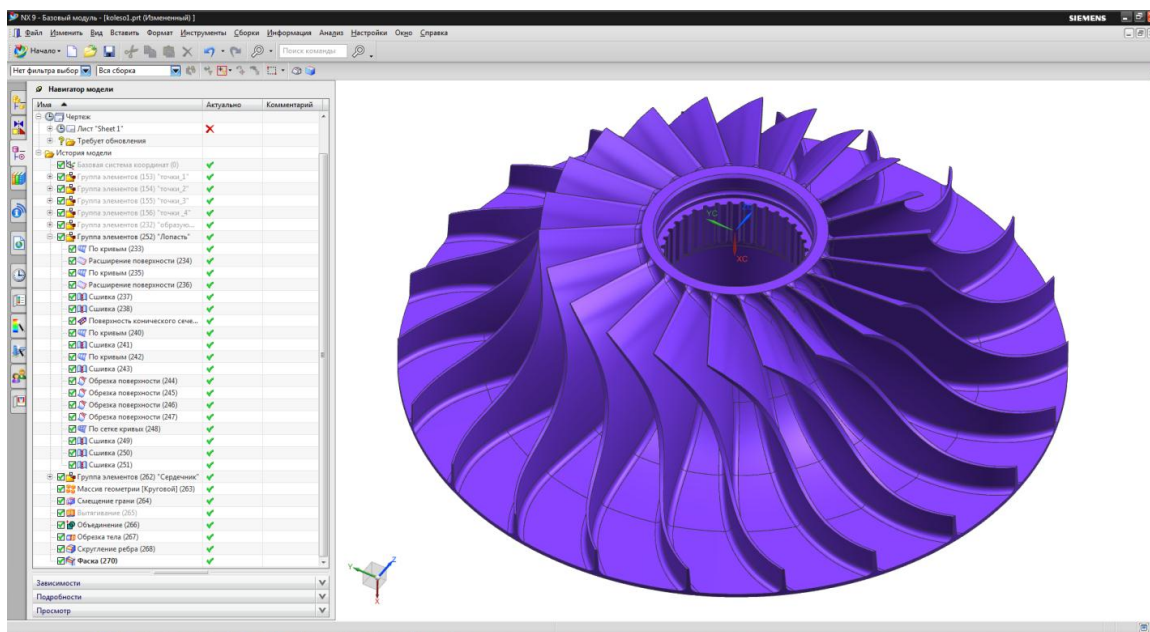 NX 9 - Базовый модуль - [koleso1.prt (Измененный) ]
SIEMENS
Файл Изменить Вид Вставить Формат Инструменты Сборки Информация Анализ Настройки Окно Справка
Начало
Поиск команды
Нет фильтра выбор
Вся сборка
Навигатор модели
Имя Актуально Комментарий
Чертеж
Лист "Sheet 1"
Требует обновления
История модели
Базовая система координат (0)
Группа элементов (153) "точки_1"
Группа элементов (154) "точки_2"
Группа элементов (155) "точки_3"
Группа элементов (156) "точки_4"
Группа элементов (232) "образую...
Группа элементов (252) "Лопасть"
По кривым (233)
Расширение поверхности (234)
По кривым (235)
Расширение поверхности (236)
Сшивка (237)
Сшивка (238)
Поверхность конического сече...
По кривым (240)
Сшивка (241)
По кривым (242)
Сшивка (243)
Обрезка поверхности (244)
Обрезка поверхности (245)
Обрезка поверхности (246)
Обрезка поверхности (247)
По сетке кривых (248)
Сшивка (249)
Сшивка (250)
Сшивка (251)
Группа элементов (262) "Сердечник"
Массив геометрии [Круговой] (263)
Смещение грани (264)
Вытягивание (265)
Объединение (266)
Обрезка тела (267)
Скругление ребра (268)
Фаска (270)
Зависимости
Подробности
Просмотр
YC
XC
Y
Z
X